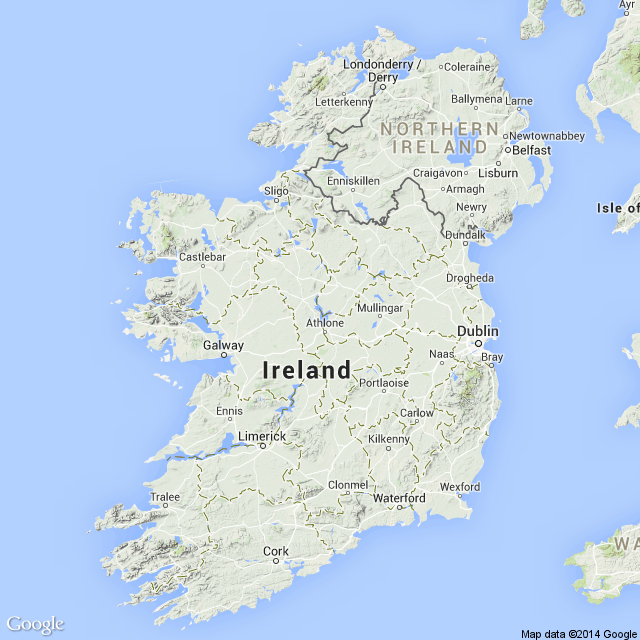 Ayr
Londonderry /
Derry
Coleraine
Letterkenny
Ballymena
Larne
NORTHERN
IRELAND
Newtownabbey
Belfast
Lisburn
Craigavon
Enniskillen
Armagh
Sligo
Newry
Isle of
Dundalk
Castlebar
Drogheda
Mullingar
Athlone
Dublin
Galway
Naas
Bray
Ireland
Portlaoise
Ennis
Carlow
Limerick
Kilkenny
Clonmel
Wexford
Tralee
Waterford
WA
Cork
Google
Map data ©2014 Google